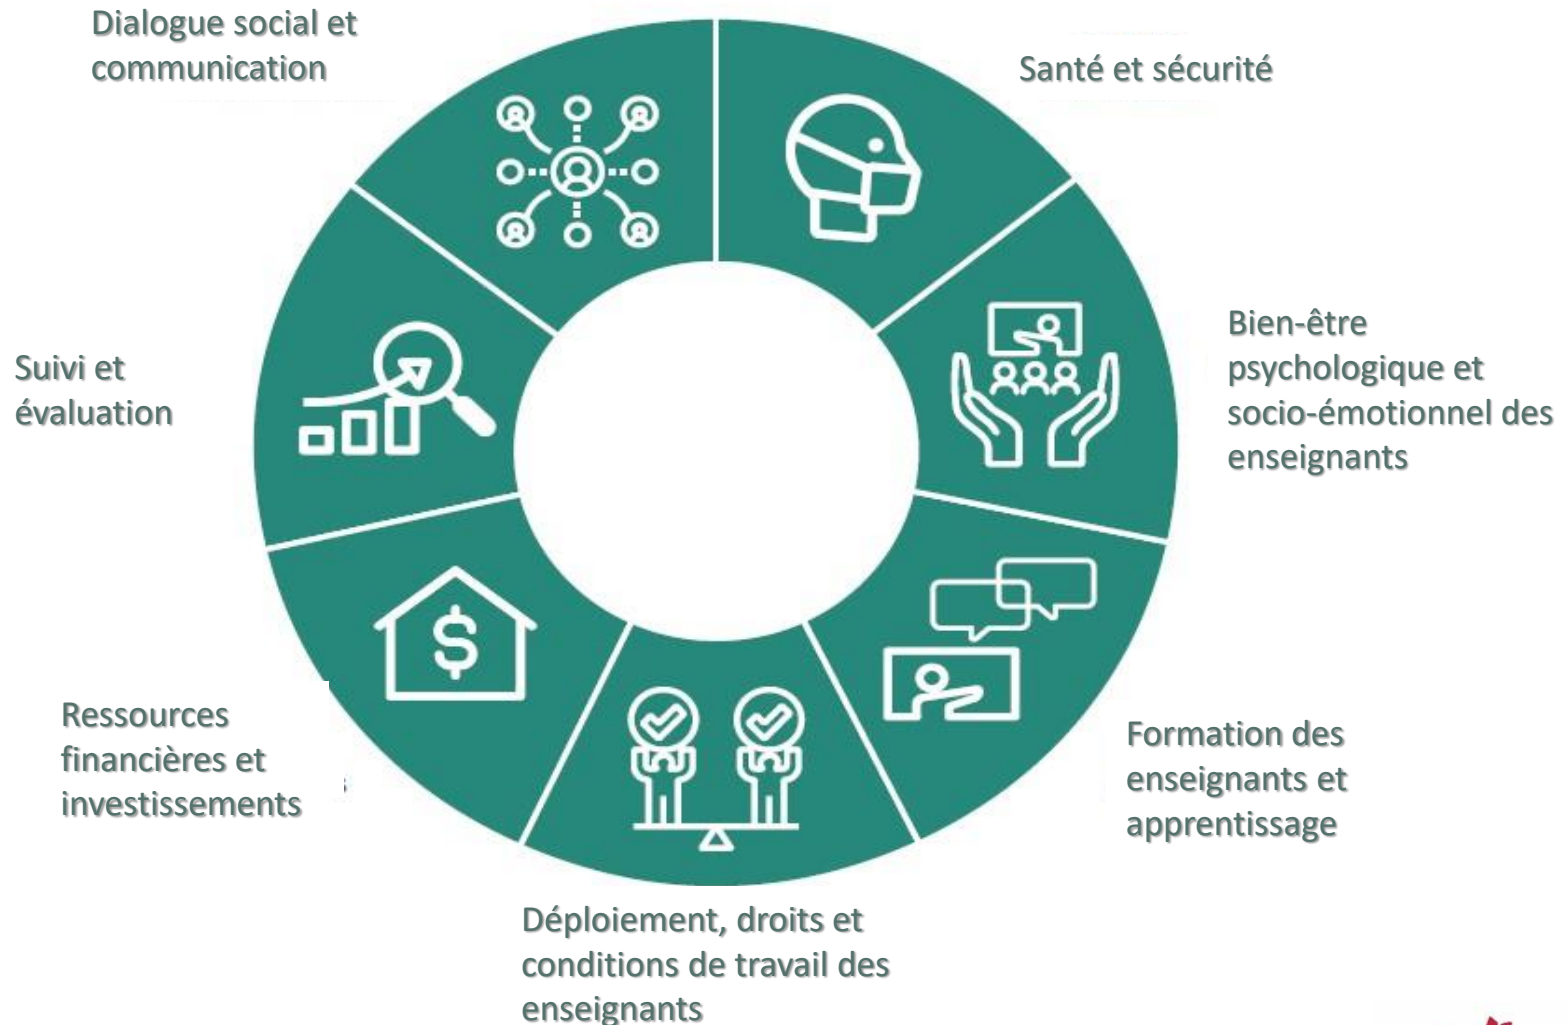 Dialogue social et
communication
Santé et sécurité
Bien-être
psychologique et
socio-émotionnel des
enseignants
Suivi et
évaluation
$
Ressources
financières et
investissements
Formation des
enseignants et
apprentissage
Déploiement, droits et
conditions de travail des
enseignants